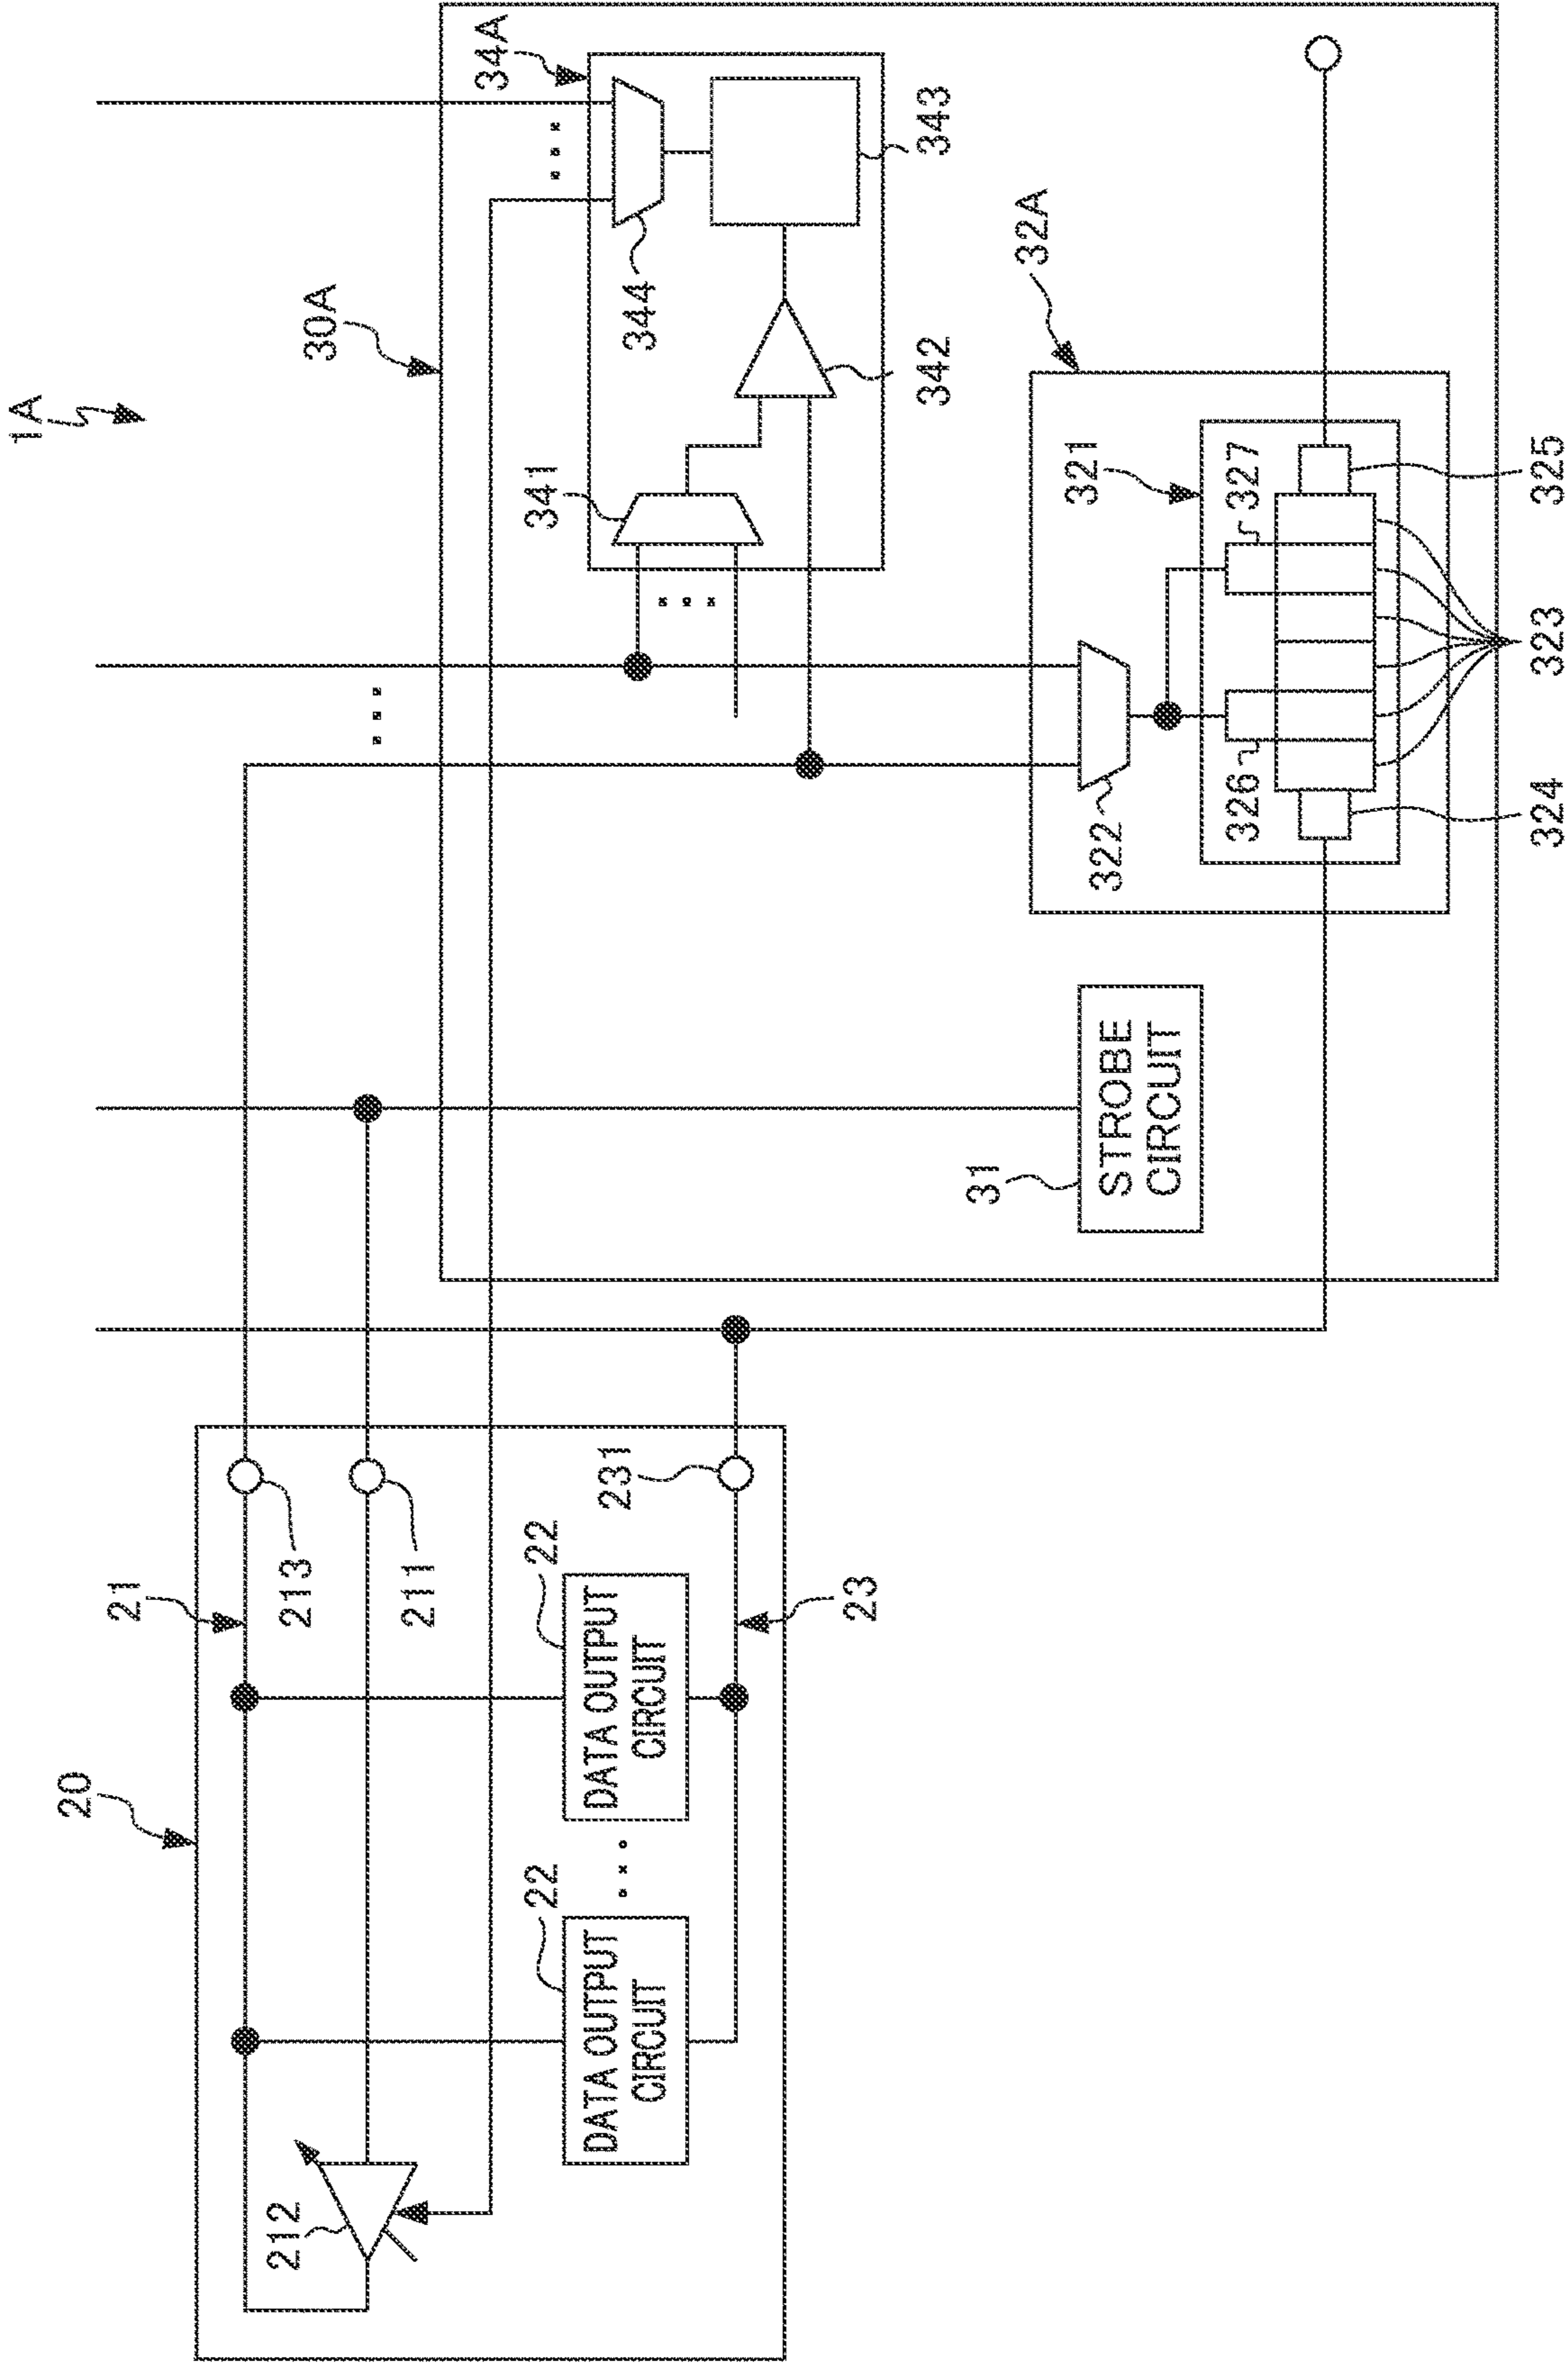 1A
20
21
213
211
212
22
DATA OUTPUT
CIRCUIT
22
DATA OUTPUT
CIRCUIT
231
23
30A
34A
341
342
343
344
31
STROBE
CIRCUIT
32A
322
321
326
327
324
323
325